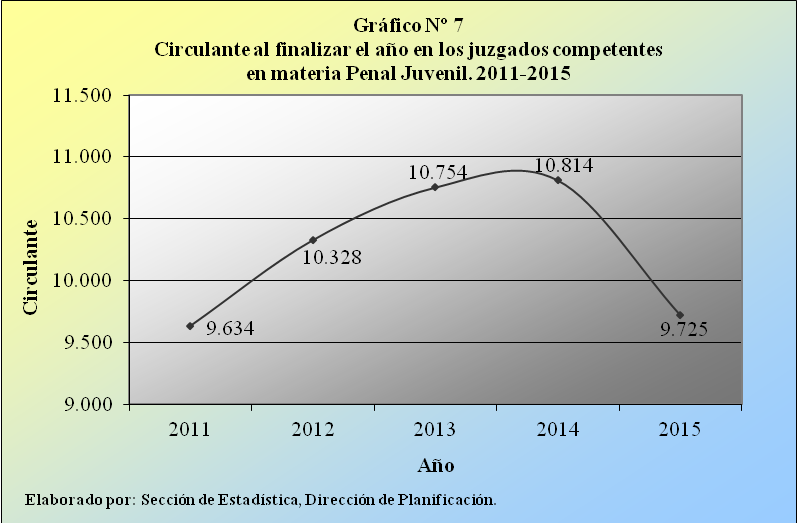 Gráfico Nº 7
Circulante al finalizar el año en los juzgados competentes
en materia Penal Juvenil. 2011-2015
11.500
11.000
10.500
10.000
9.500
9.000
Circulante
9.634
10.328
10.754
10.814
9.725
2011 2012 2013 2014 2015
Año
Elaborado por: Sección de Estadística, Dirección de Planificación.